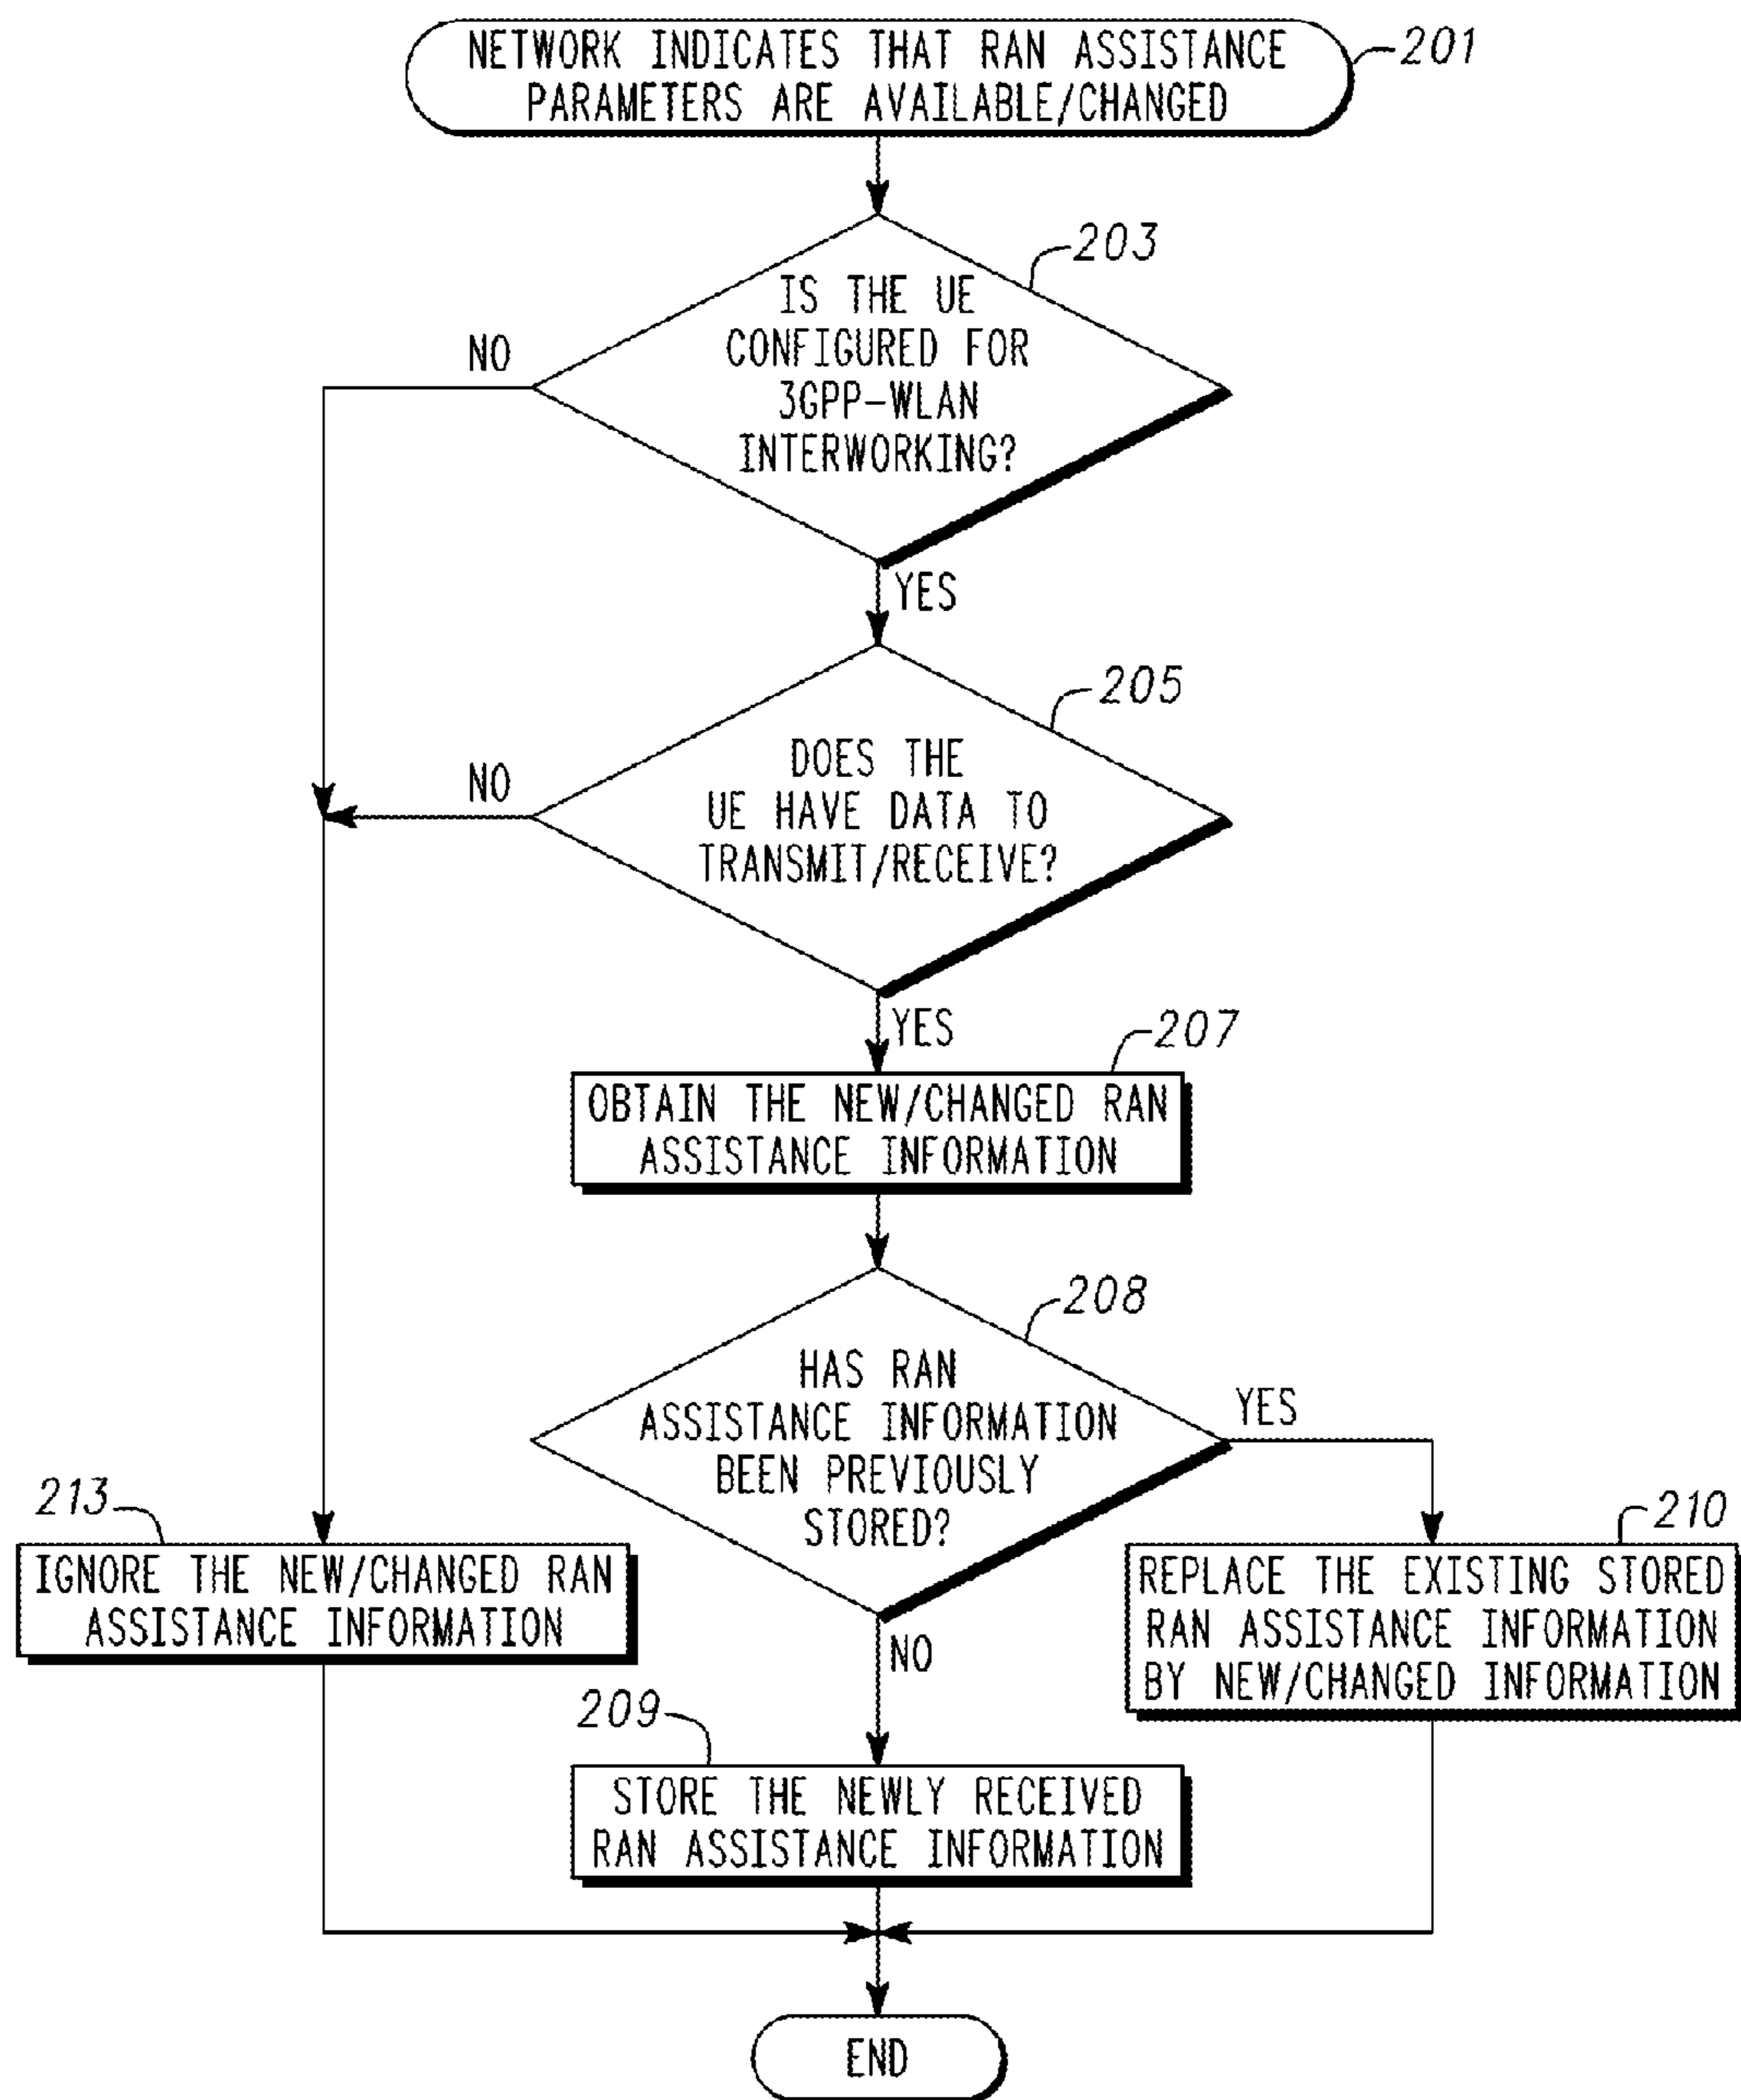 NETWORK INDICATES THAT RAN ASSISTANCE
PARAMETERS ARE AVAILABLE/CHANGED
201
203
IS THE UE
CONFIGURED FOR
3GPP-WLAN
INTERWORKING?
NO
YES
205
DOES THE
UE HAVE DATA TO
TRANSMIT/RECEIVE?
NO
YES
207
OBTAIN THE NEW/CHANGED RAN
ASSISTANCE INFORMATION
208
HAS RAN
ASSISTANCE INFORMATION
BEEN PREVIOUSLY
STORED?
YES
NO
213
IGNORE THE NEW/CHANGED RAN
ASSISTANCE INFORMATION
210
REPLACE THE EXISTING STORED
RAN ASSISTANCE INFORMATION
BY NEW/CHANGED INFORMATION
209
STORE THE NEWLY RECEIVED
RAN ASSISTANCE INFORMATION
END